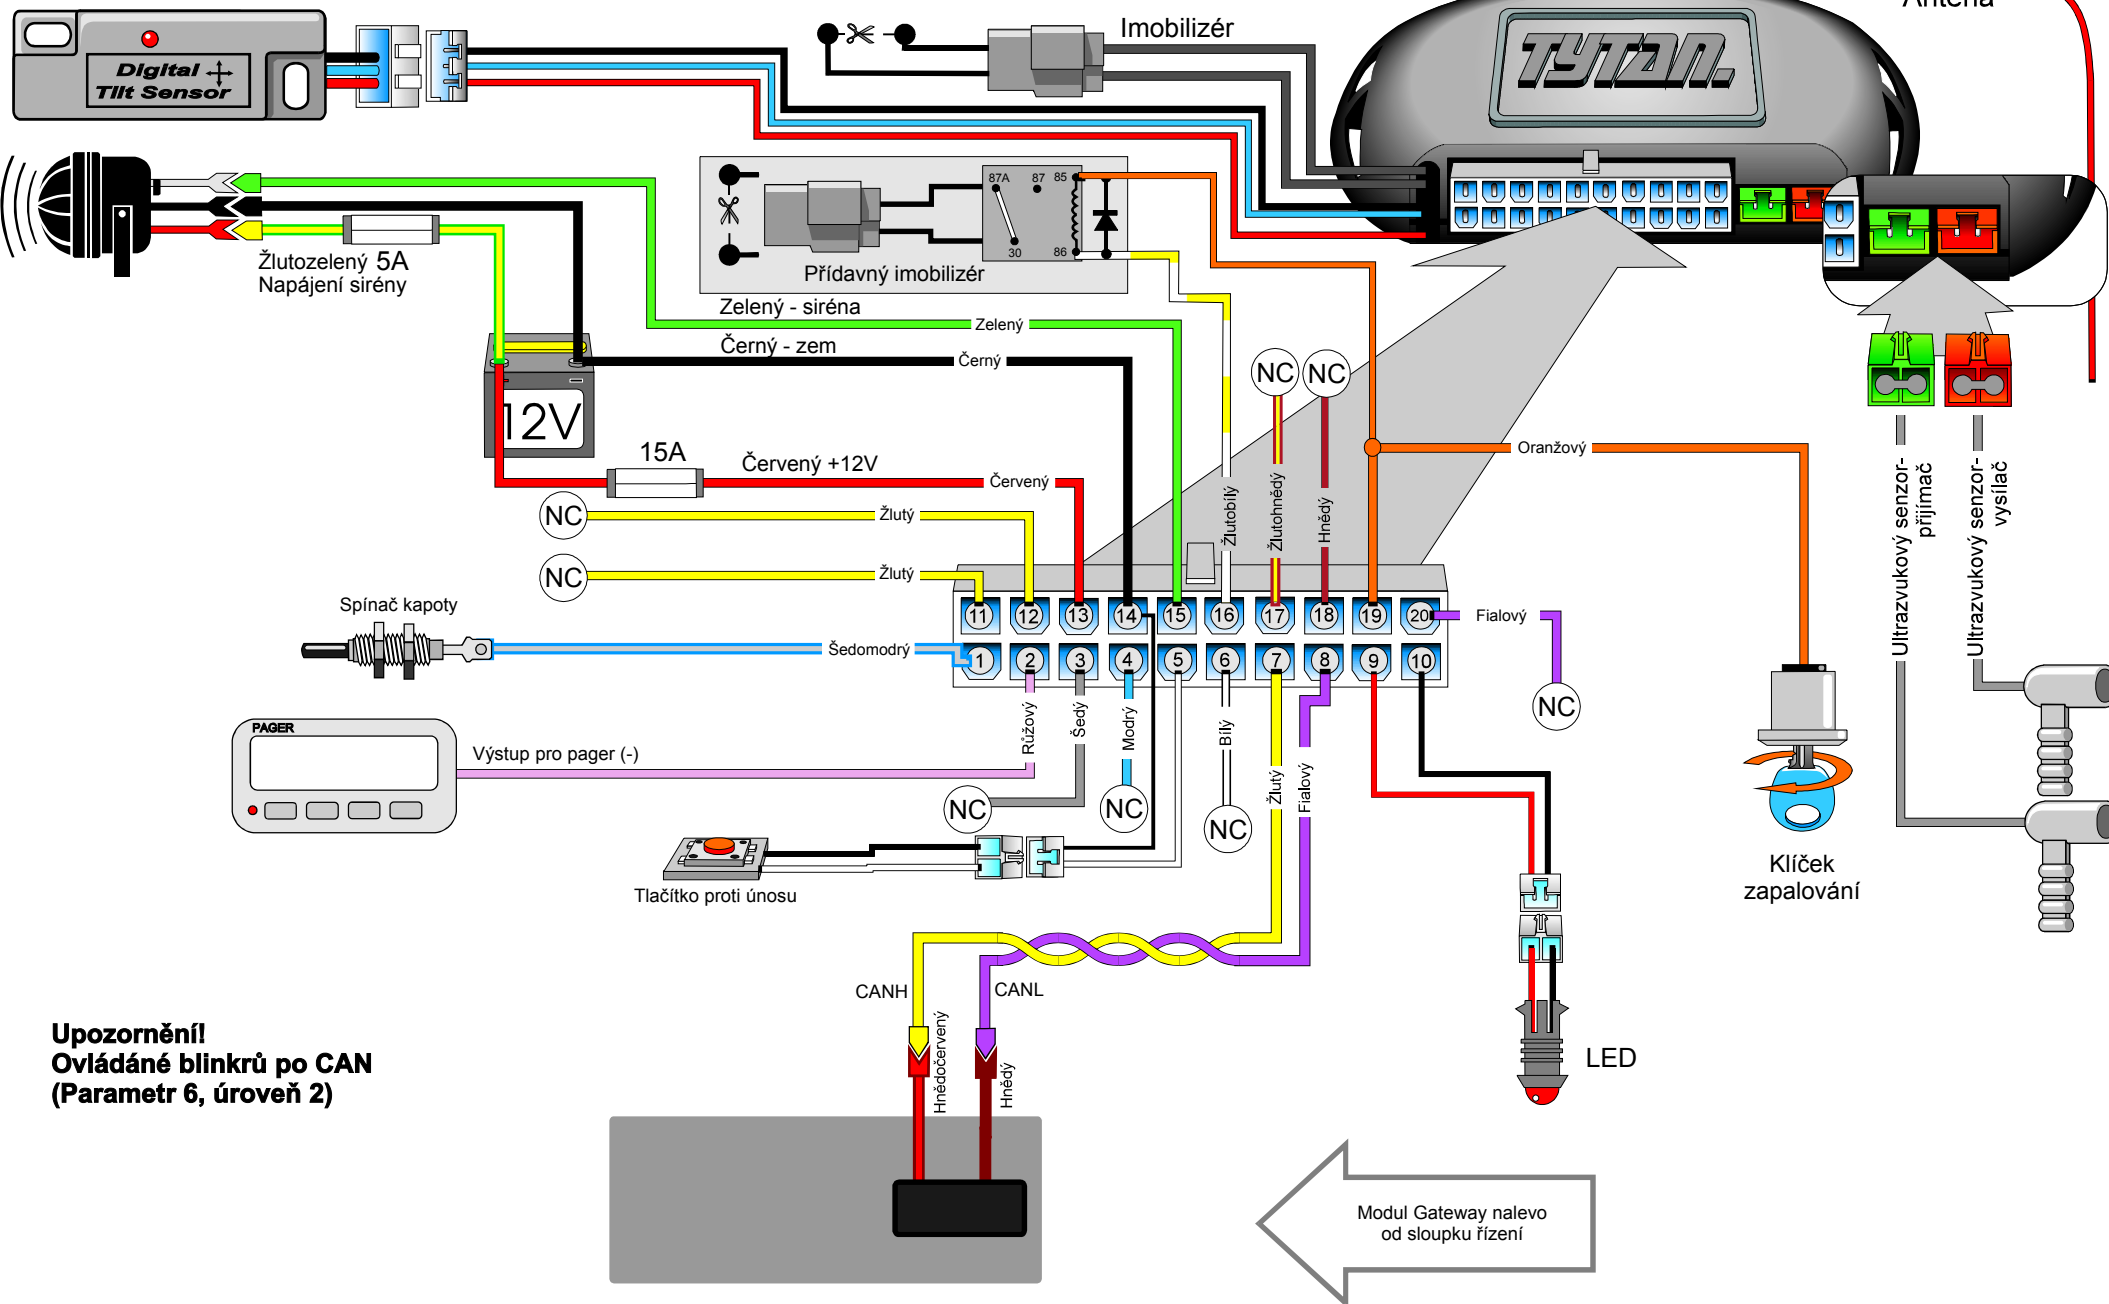 Anténa
Imobilizér
TYTAN.
Digital
Tilt Sensor
87A
87
85
30
86
Přídavný imobilizér
Žlutozelený 5A
Napájení sirény
Zelený - siréna
Zelený
Černý - zem
Černý
12V
15A
Červený +12V
Červený
NC
NC
Oranžový
NC
Žlutý
NC
Žlutý
Žlutobílý
Žlutohnědý
Hnědý
Ultrazvukový senzor-
přijímač
Ultrazvukový senzor-
vysílač
Spínač kapoty
Šedomodrý
11
12
13
14
15
16
17
18
19
20
Fialový
1
2
3
4
5
6
7
8
9
10
NC
PAGER
Výstup pro pager (-)
Růžový
Šedý
Modrý
Bílý
Žlutý
Fialový
NC
NC
NC
Tlačítko proti únosu
Klíček
zapalování
CANH
CANL
Hnědočervený
Hnědý
LED
Upozornění!
Ovládáné blinkrů po CAN
(Parametr 6, úroveň 2)
Modul Gateway nalevo
od sloupku řízení